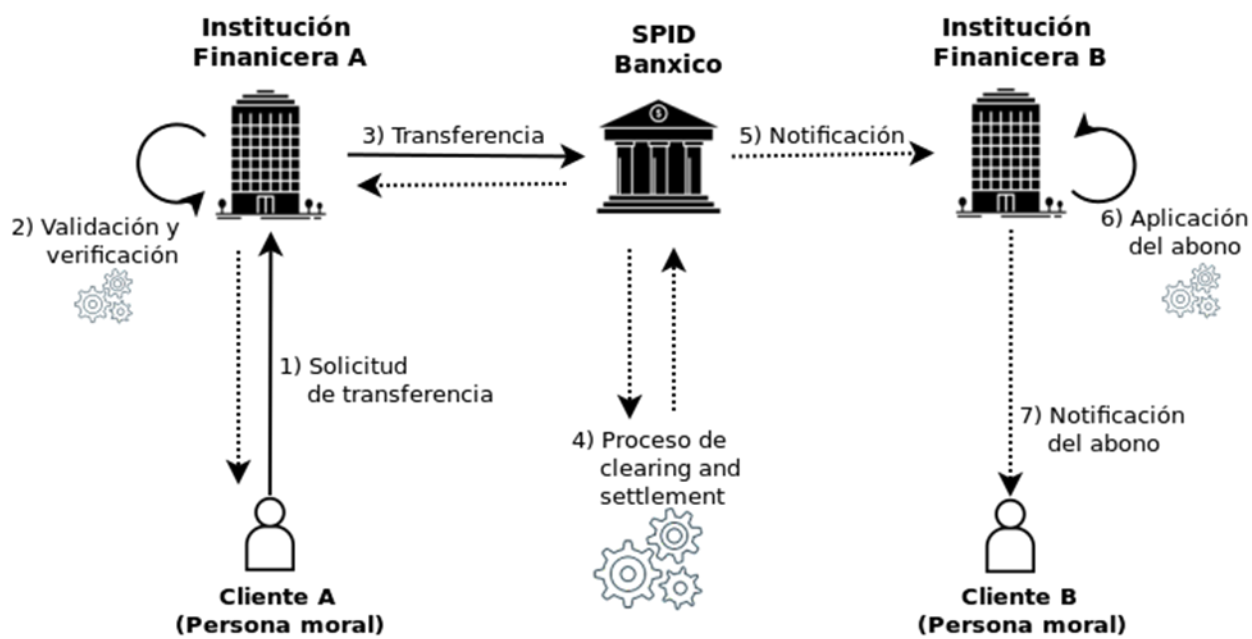 Institución
Finanicera A
SPID
Banxico
Institución
Finanicera B
3) Transferencia
5) Notificación
2) Validación y
verificación
6) Aplicación
del abono
1) Solicitud
de transferencia
4) Proceso de
clearing and
settlement
7) Notificación
del abono
Cliente A
(Persona moral)
Cliente B
(Persona moral)
$